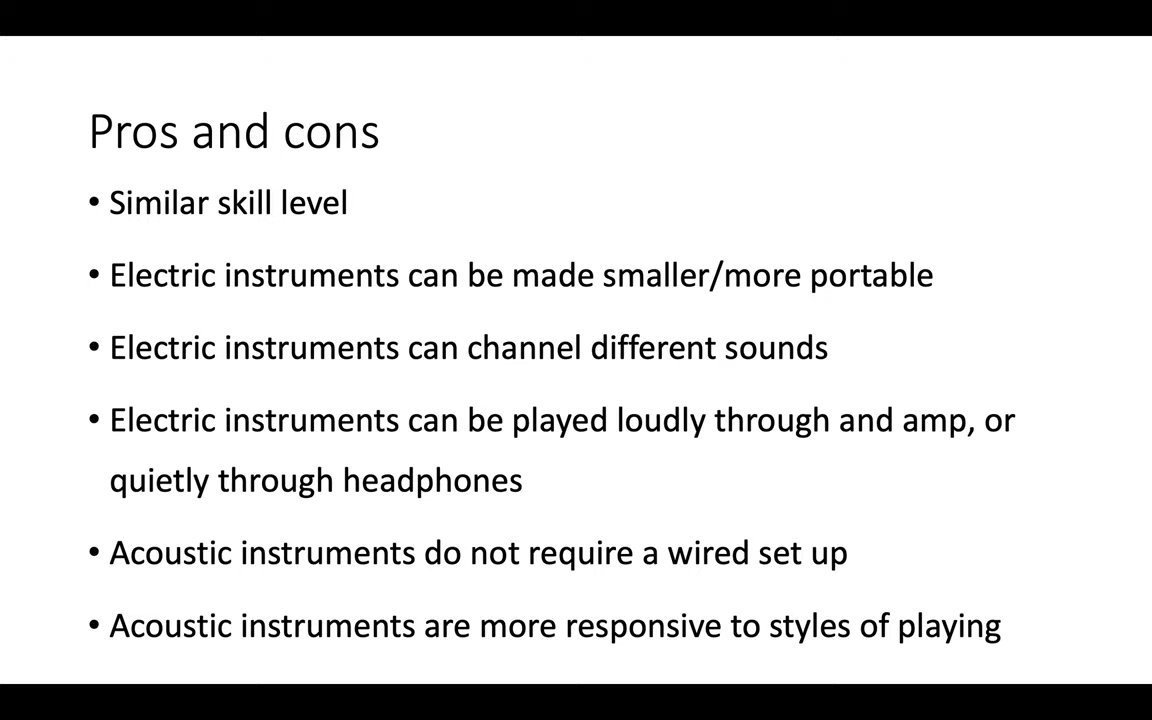 Pros and cons
• Similar skill level
• Electric instruments can be made smaller/more portable
• Electric instruments can channel different sounds
• Electric instruments can be played loudly through and amp, or
quietly through headphones
• Acoustic instruments do not require a wired set up
• Acoustic instruments are more responsive to styles of playing